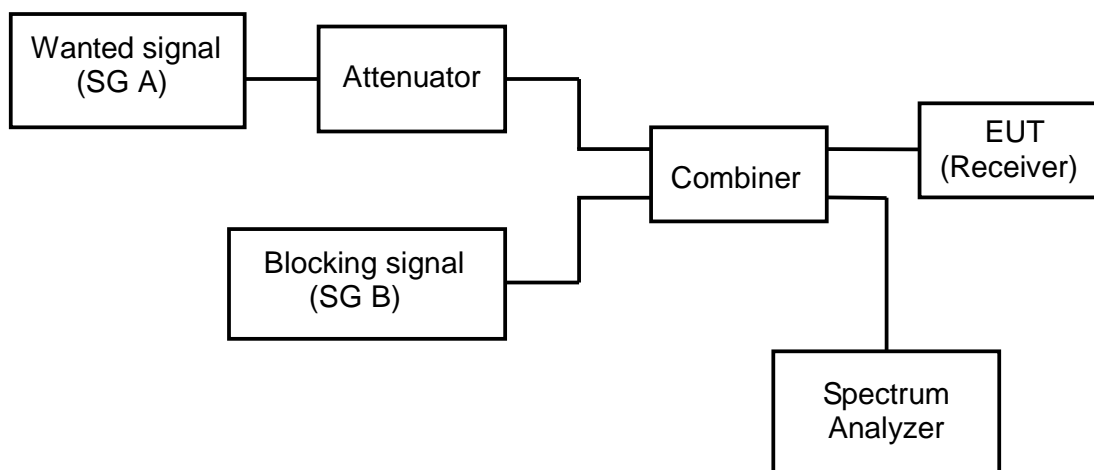 Wanted signal
(SG A)
Attenuator
EUT
(Receiver)
Combiner
Blocking signal
(SG B)
Spectrum
Analyzer